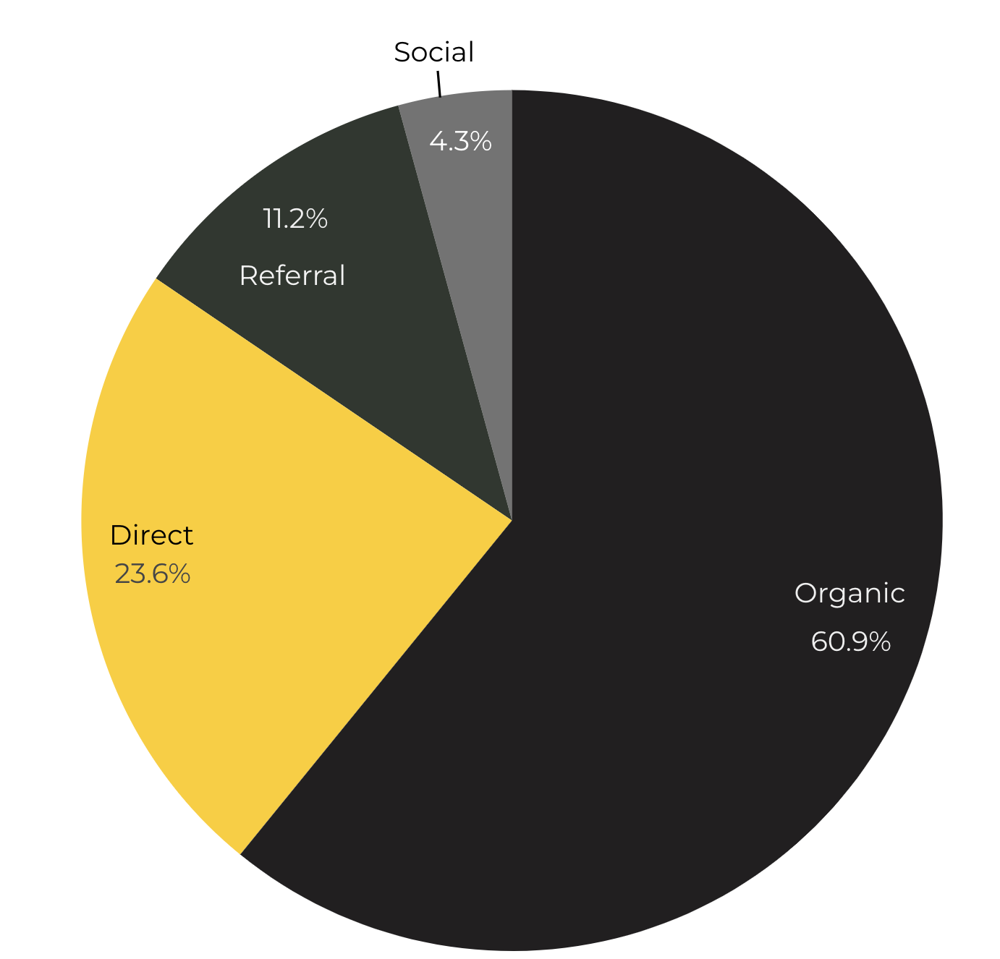 Social
4.3%
11.2%
Referral
Direct
23.6%
Organic
60.9%